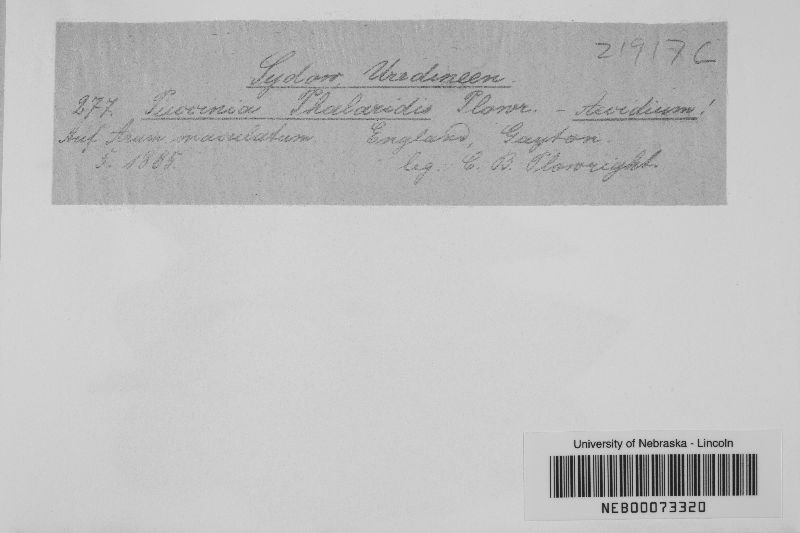 219176
Sydow, Uredineen.
277. Puccinia Phalaridis Plowr. - Aecidium!
Auf Arum maculatum England, Gayton.
5. 1885. leg. C. B. Plowright.
University of Nebraska - Lincoln
NEB00073320